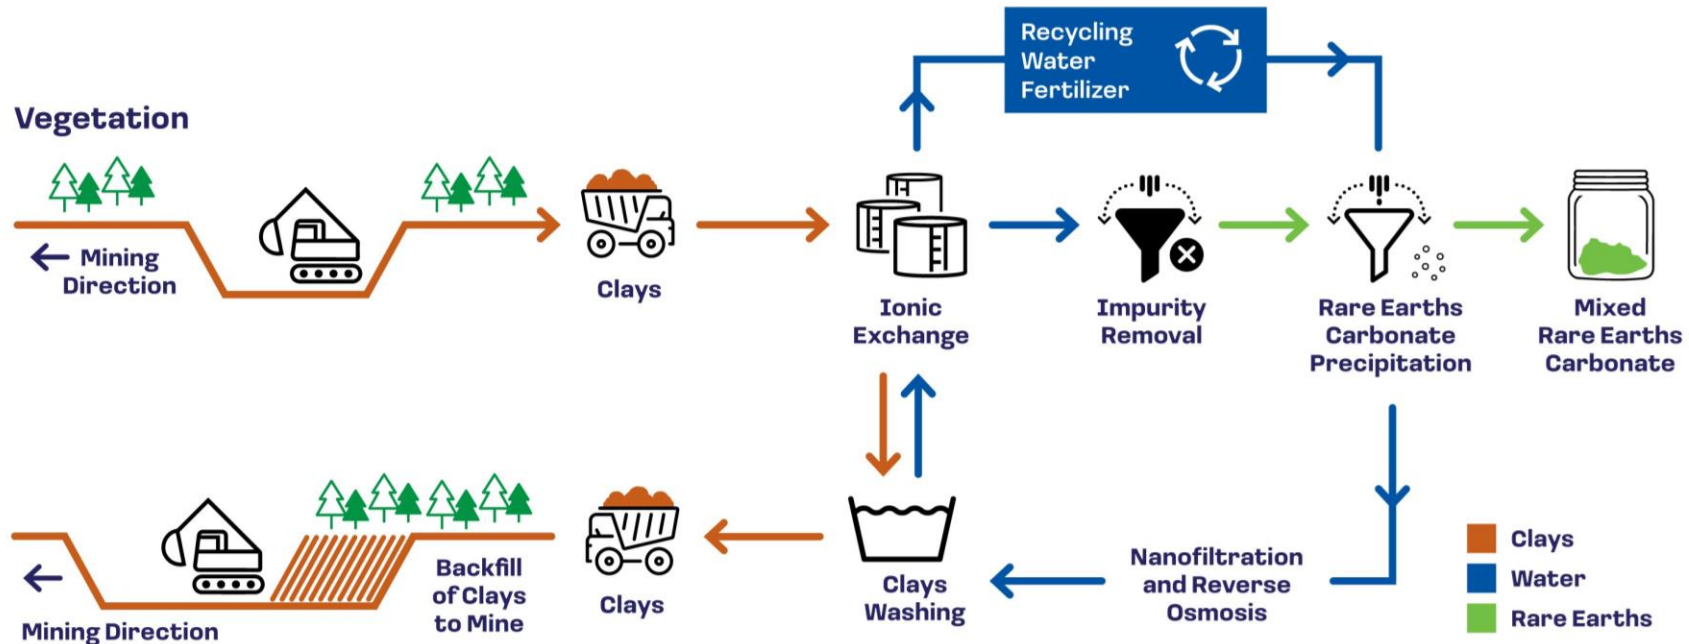 Recycling
Water
Fertilizer
Vegetation
Mining
Direction
Clays
Ionic
Exchange
Impurity
Removal
Rare Earths
Carbonate
Precipitation
Mixed
Rare Earths
Carbonate
Backfill
of Clays
to Mine
Mining Direction
Clays
Clays
Washing
Nanofiltration
and Reverse
Osmosis
Clays
Water
Rare Earths